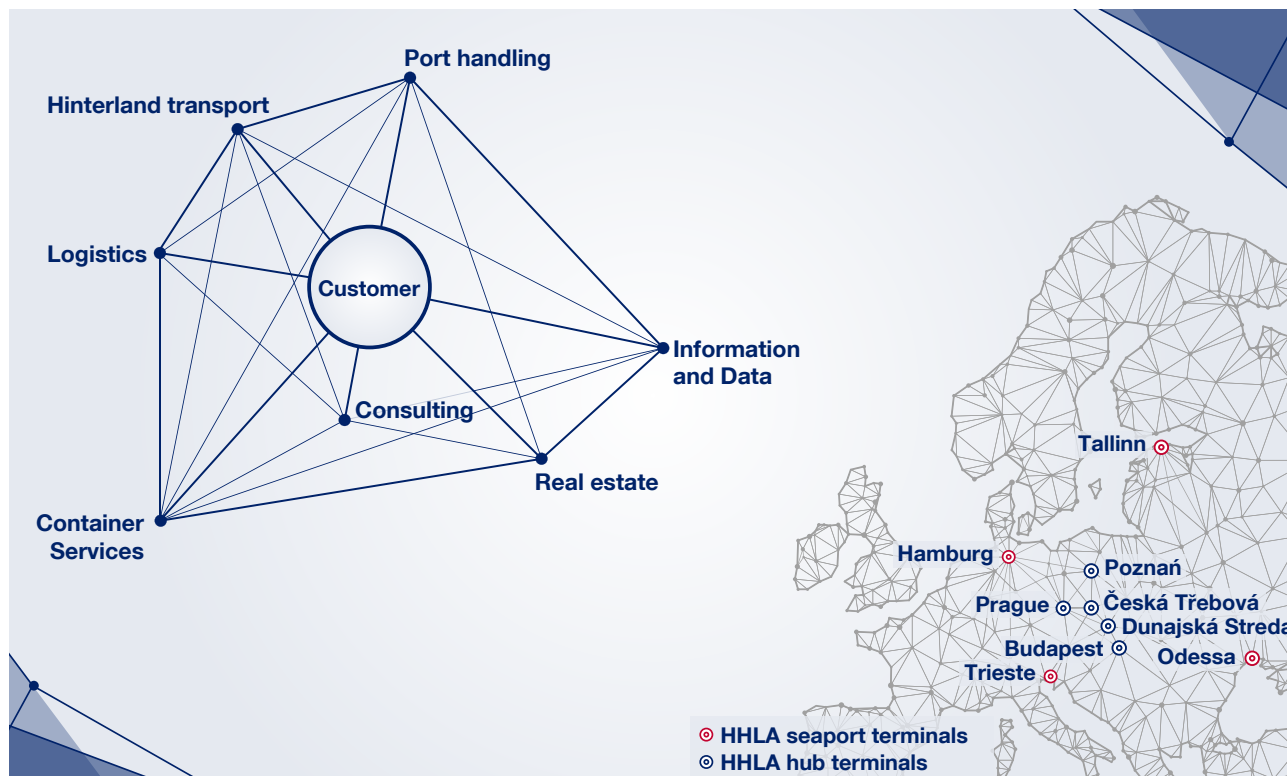 Port handling
Hinterland transport
Logistics
Customer
Information
and Data
Consulting
Real estate
Container
Services
Tallinn
Hamburg
Poznań
Prague
Česká Třebová
Dunajská Streda
Budapest
Odessa
Trieste
HHLA seaport terminals
HHLA hub terminals